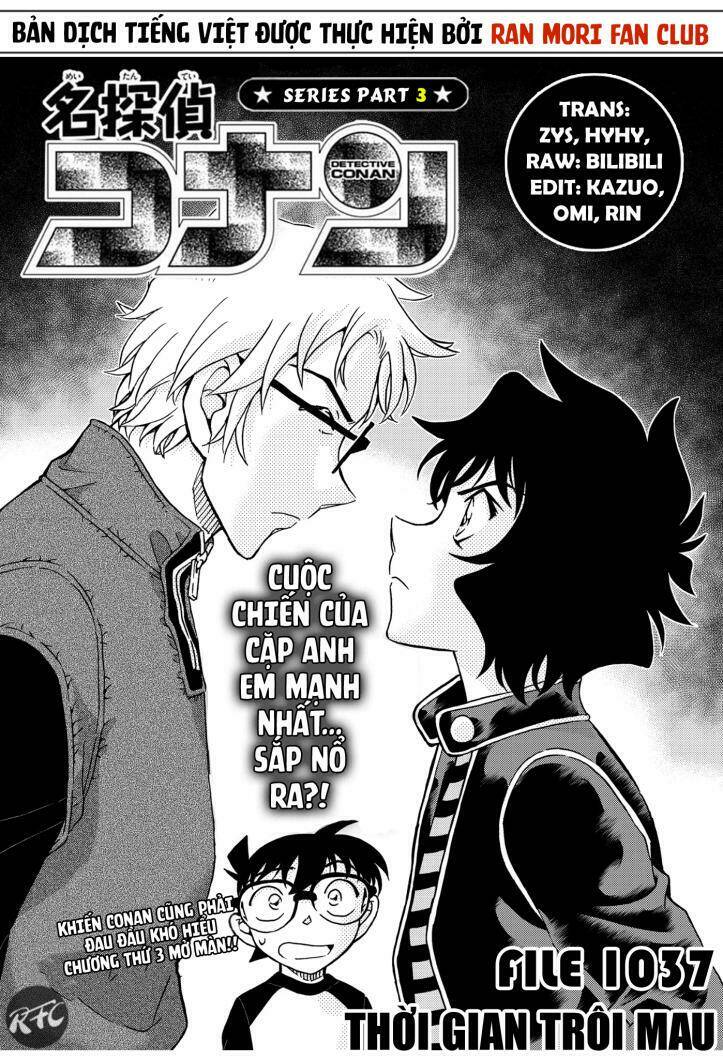 BẢN DỊCH TIẾNG VIỆT ĐƯỢC THỰC HIỆN BỞI RAN MORI FAN CLUB
めい たん てい
名探偵
コナン
DETECTIVE
CONAN
★ SERIES PART 3 ★
TRANS:
ZYS, HYHY,
RAW: BILIBILI
EDIT: KAZUO,
OMI, RIN
CUỘC
CHIẾN CỦA
CẶP ANH
EM MẠNH
NHẤT...
SẮP NỔ
RA?!
KHIẾN CONAN CŨNG PHẢI
ĐAU ĐẦU KHÓ HIỂU
CHƯƠNG THỨ 3 MỞ MÀN!!
FILE 1037
THỜI GIAN TRÔI MAU
RFC